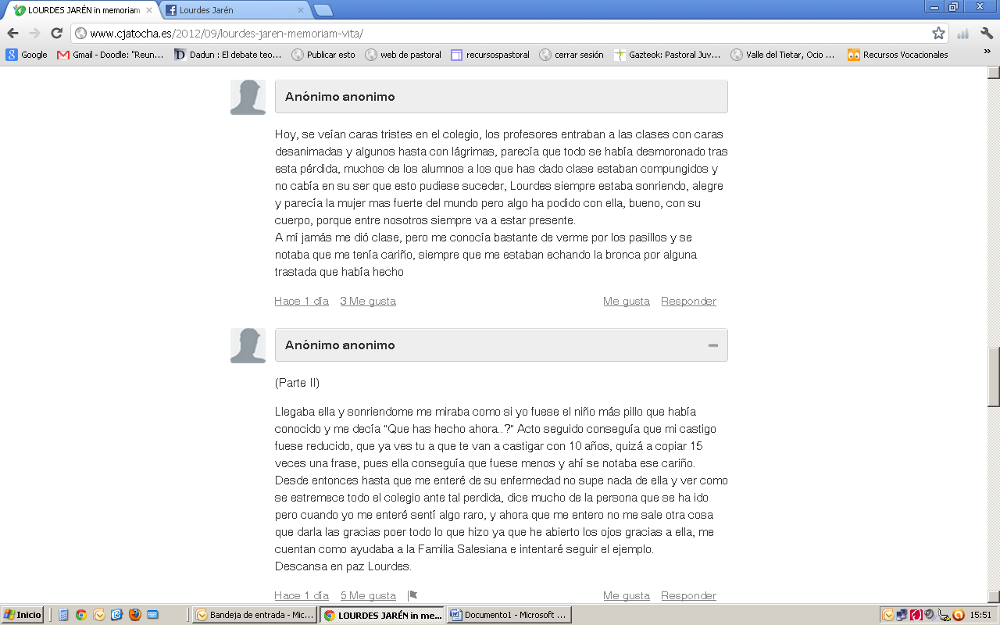 LOURDES JARÉN in memoriam
Lourdes Jarén
www.cjatocha.es/2012/09/lourdes-jaren-memoriam-vita/
Google
Gmail - Doodle: "Reun...
Dadun : El debate teo...
Publicar esto
web de pastoral
recursospastoral
cerrar sesión
Gazteok: Pastoral Juv...
Valle del Tietar, Ocio ...
Recursos Vocacionales
»
Anónimo anonimo
Hoy, se veían caras tristes en el colegio, los profesores entraban a las clases con caras
desanimadas y algunos hasta con lágrimas, parecía que todo se había desmoronado tras
esta pérdida, muchos de los alumnos a los que has dado clase estaban compungidos y
no cabía en su ser que esto pudiese suceder, Lourdes siempre estaba sonriendo, alegre
y parecía la mujer mas fuerte del mundo pero algo ha podido con ella, bueno, con su
cuerpo, porque entre nosotros siempre va a estar presente.
A mí jamás me dió clase, pero me conocía bastante de verme por los pasillos y se
notaba que me tenía cariño, siempre que me estaban echando la bronca por alguna
trastada que había hecho
Hace 1 día 3 Me gusta Me gusta Responder
Anónimo anonimo
(Parte II)
Llegaba ella y sonriendome me miraba como si yo fuese el niño más pillo que había
conocido y me decía "Que has hecho ahora..?" Acto seguido conseguía que mi castigo
fuese reducido, que ya ves tu a que te van a castigar con 10 años, quizá a copiar 15
veces una frase, pues ella conseguía que fuese menos y ahí se notaba ese cariño.
Desde entonces hasta que me enteré de su enfermedad no supe nada de ella y ver como
se estremece todo el colegio ante tal perdida, dice mucho de la persona que se ha ido
pero cuando yo me enteré sentí algo raro, y ahora que me entero no me sale otra cosa
que darla las gracias poer todo lo que hizo ya que he abierto los ojos gracias a ella, me
cuentan como ayudaba a la Familia Salesiana e intentaré seguir el ejemplo.
Descansa en paz Lourdes.
Hace 1 día 5 Me gusta Me gusta Responder
Inicio
Bandeja de entrada - Mic...
LOURDES JARÉN in me...
Documento1 - Microsoft ...
15:51